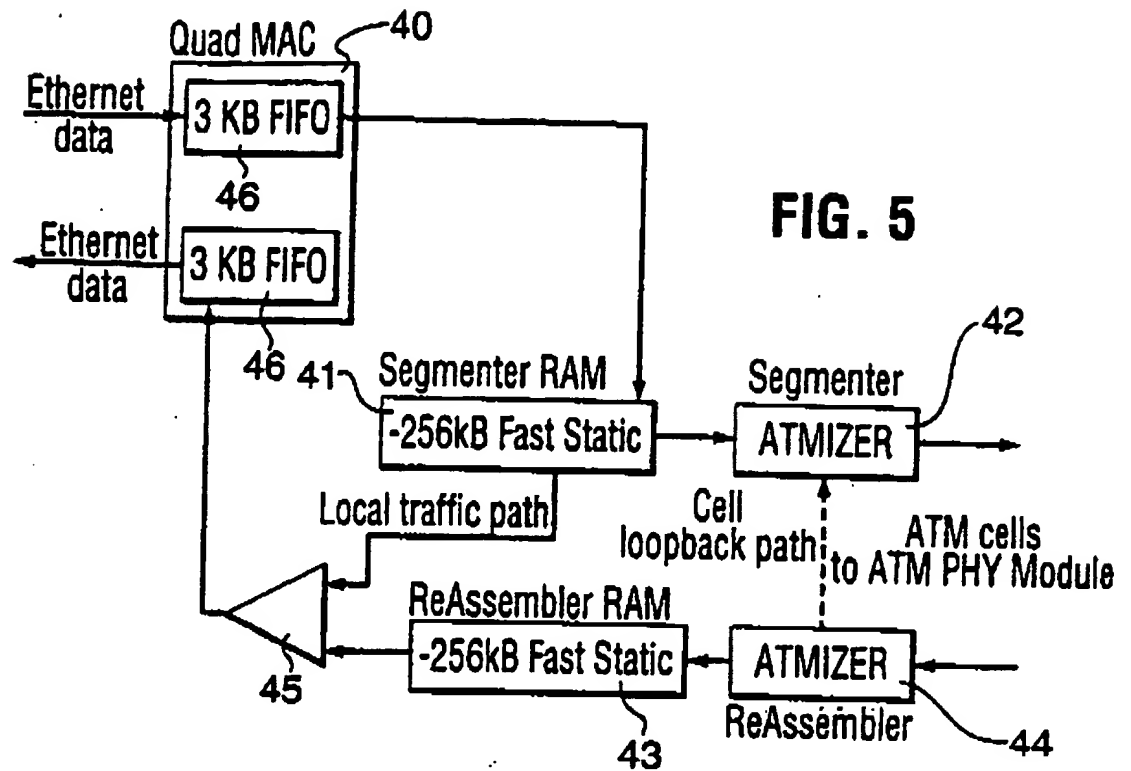 Quad MAC
40
Ethernet
data
3 KB FIFO
46
Ethernet
data
3 KB FIFO
46
FIG. 5
41
Segmenter RAM
-256kB Fast Static
Segmenter
42
ATMIZER
Local traffic path
Cell
loopback path
ATM cells
to ATM PHY Module
45
ReAssembler RAM
-256kB Fast Static
43
ATMIZER
ReAssembler
44